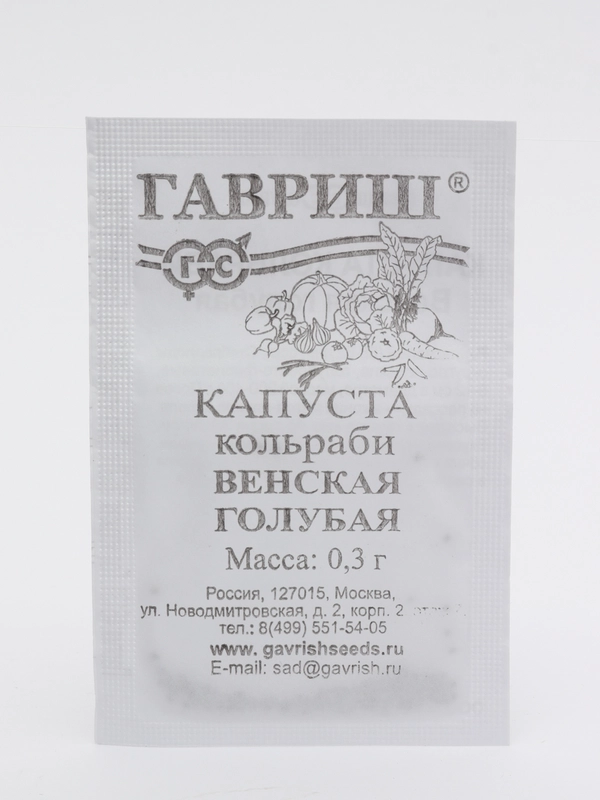 ГАВРИШ®
ГС
КАПУСТА
кольраби
ВЕНСКАЯ
ГОЛУБАЯ
Масса: 0,3 г
Россия, 127015, Москва,
ул. Новодмитровская, д. 2, корп. 2
тел.: 8(499) 551-54-05
www. gavrishseeds.ru
E-mail: sad@gavrish.ru